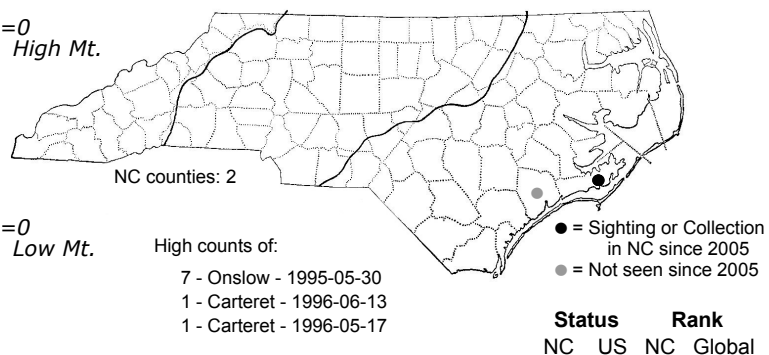 =0
High Mt.
NC counties: 2
=0
Low Mt.
High counts of:
7 - Onslow - 1995-05-30
1 - Carteret - 1996-06-13
1 - Carteret - 1996-05-17
● = Sighting or Collection
in NC since 2005
● = Not seen since 2005
Status Rank
NC US NC Global